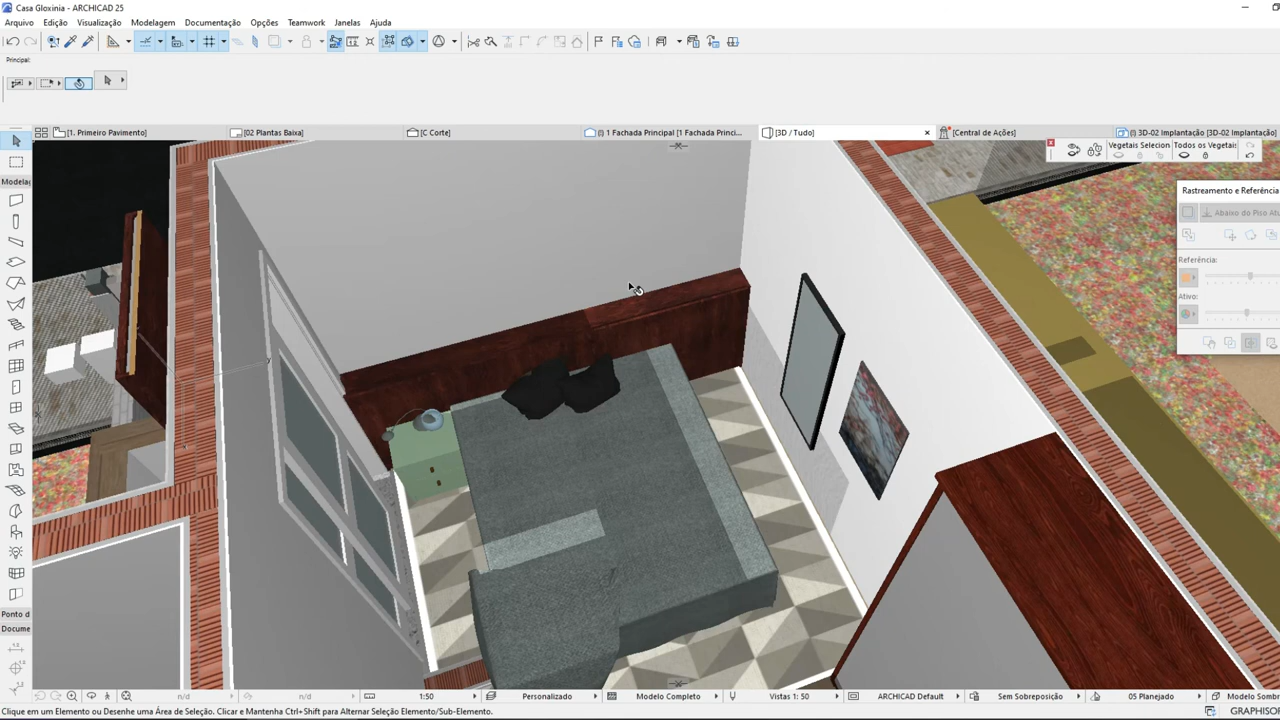 Casa Gloxinia - ARCHICAD 25
Arquivo Edição Visualização Modelagem Documentação Opções Teamwork Janelas Ajuda
Principal:
[1. Primeiro Pavimento] [02 Plantas Baixa] [C Corte] (!) 1 Fachada Principal [1 Fachada Princi... [3D / Tudo] [Central de Ações] (!) 3D-02 Implantação [3D-02 Implantação]
Vegetais Selecion Todos os Vegetais
Modela
Rastreamento e Referência
Abaixo do Piso Atu
Referência:
Ativo:
Ponto d
Docume
n/d n/d 1:50 Personalizado Modelo Completo Vistas 1: 50 ARCHICAD Default Sem Sobreposição 05 Planejado Modelo Somb
Clique em um Elemento ou Desenhe uma Área de Seleção. Clicar e Mantenha Ctrl+Shift para Alternar Seleção Elemento/Sub-Elemento.
GRAPHISOF